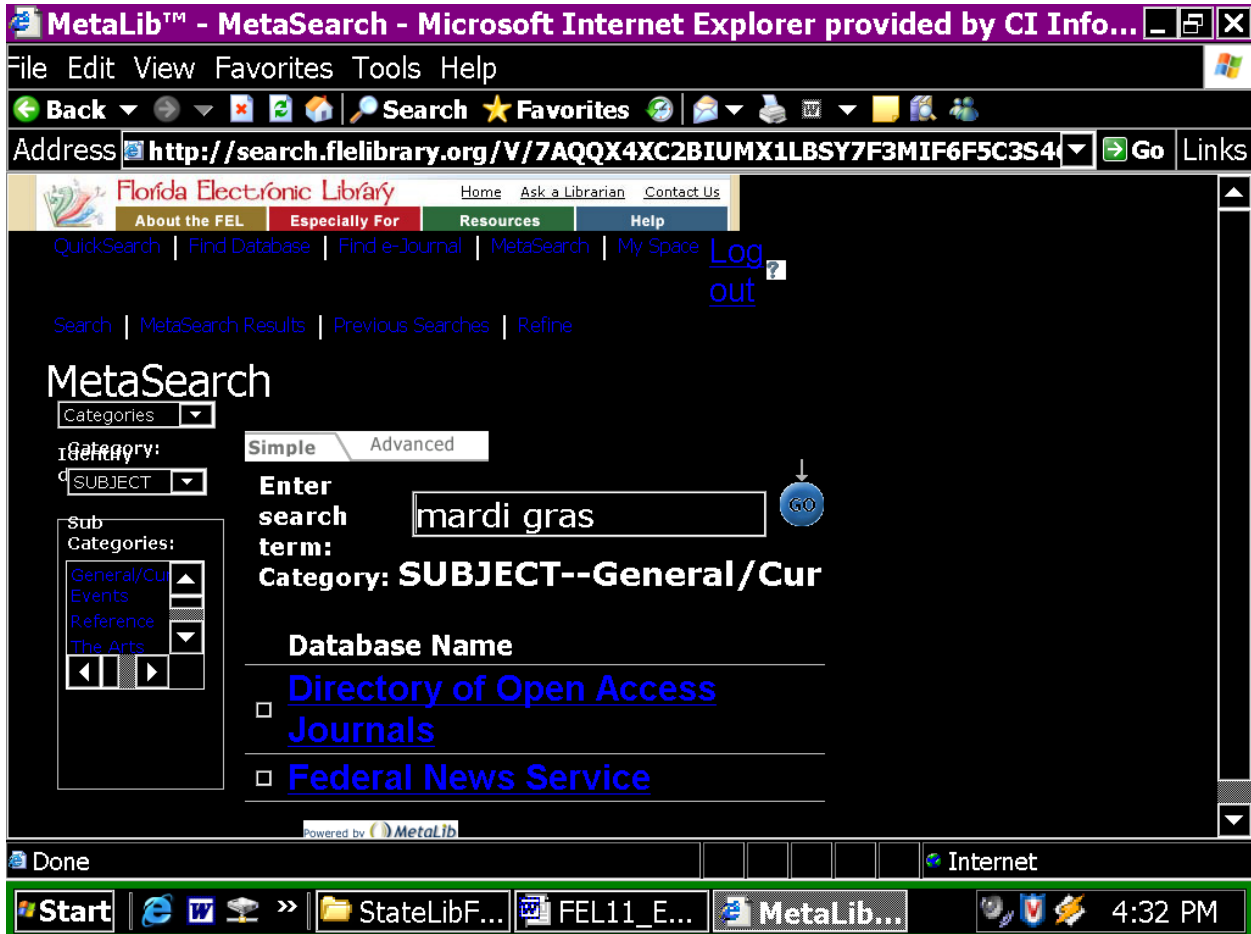 MetaLib™ - MetaSearch - Microsoft Internet Explorer provided by CI Info...
File Edit View Favorites Tools Help
Back Search Favorites
Address http://search.flelibrary.org/V/7AQQX4XC2BIUMX1LBSY7F3MIF6F5C3S4 Go Links
Florida Electronic Library Home Ask a Librarian Contact Us
About the FEL Especially For Resources Help
QuickSearch | Find Database | Find e-Journal | MetaSearch | My Space Log out ?
Search | MetaSearch Results | Previous Searches | Refine
MetaSearch
Categories
Category:
Identify
SUBJECT
Sub
Categories:
General/Cur
Events
Reference
The Arts
Simple Advanced
Enter
search
term:
mardi gras
GO
Category: SUBJECT--General/Cur
Database Name
Directory of Open Access
Journals
Federal News Service
Powered by MetaLib
Done Internet
Start » StateLibF... FEL11_E... MetaLib... 4:32 PM